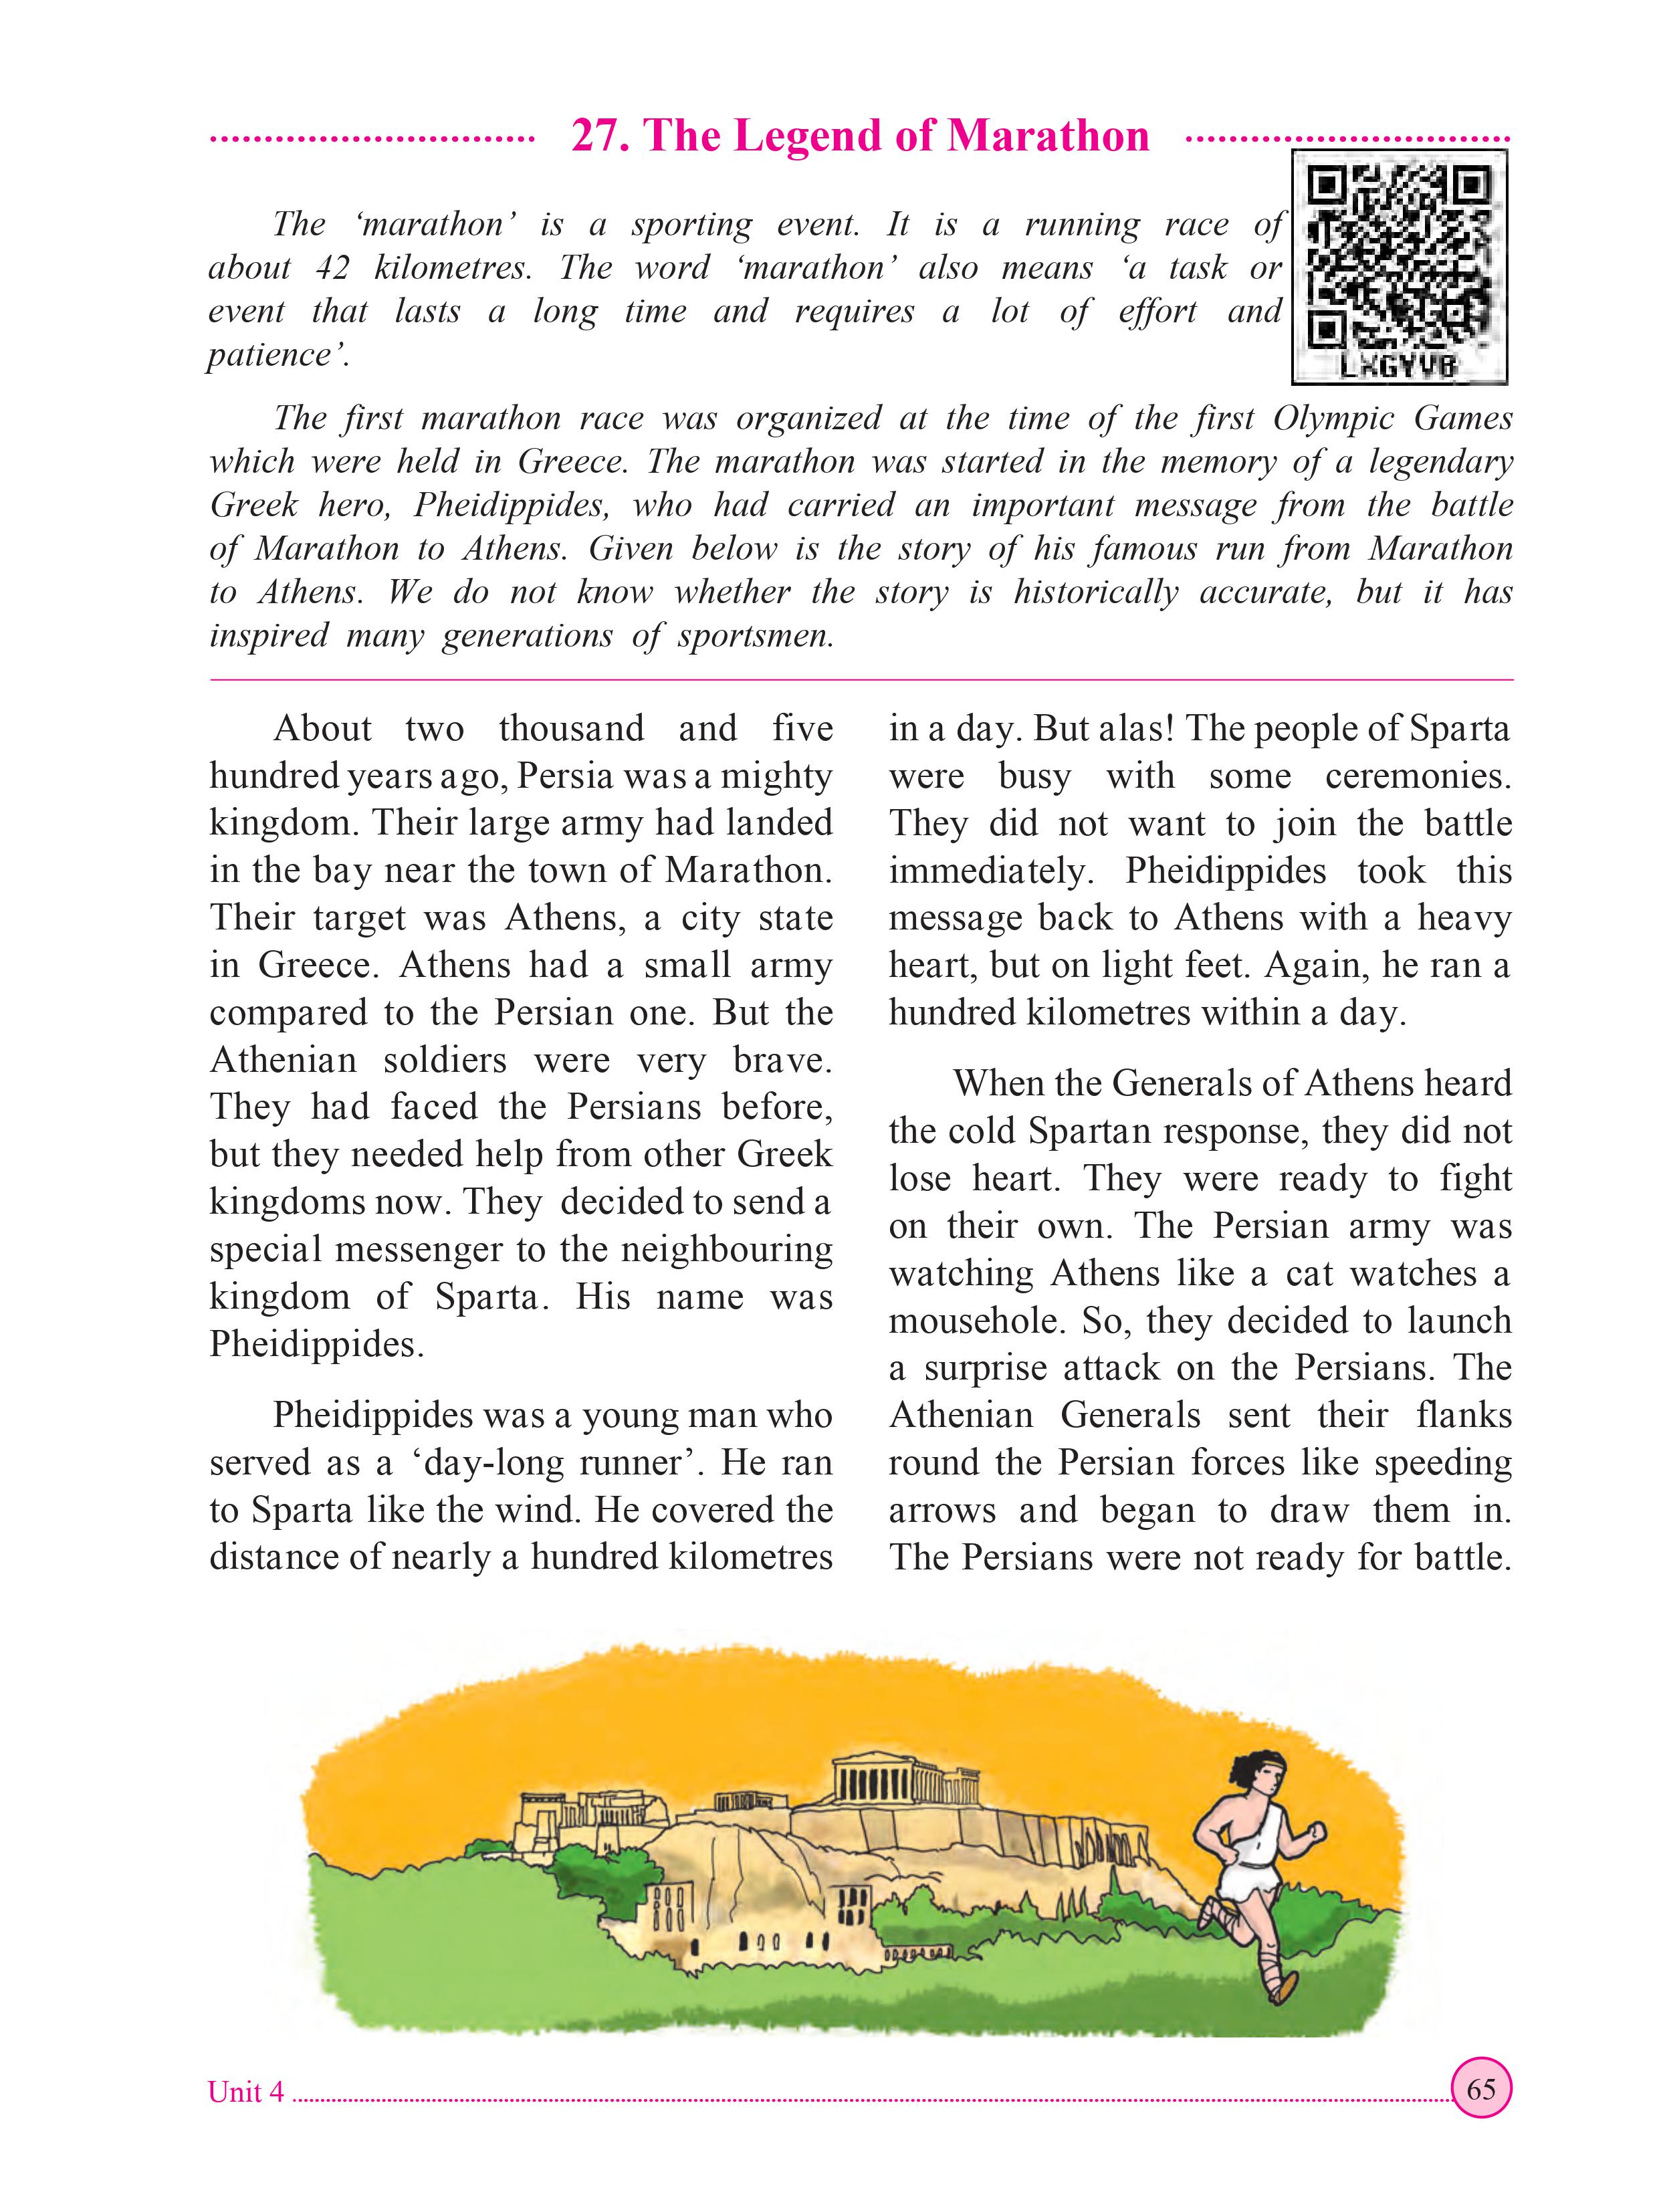 27. The Legend of Marathon
The ‘marathon’ is a sporting event. It is a running race of
about 42 kilometres. The word ‘marathon’ also means ‘a task or
event that lasts a long time and requires a lot of effort and
patience’.
LXGYVB
The first marathon race was organized at the time of the first Olympic Games
which were held in Greece. The marathon was started in the memory of a legendary
Greek hero, Pheidippides, who had carried an important message from the battle
of Marathon to Athens. Given below is the story of his famous run from Marathon
to Athens. We do not know whether the story is historically accurate, but it has
inspired many generations of sportsmen.
About two thousand and five
hundred years ago, Persia was a mighty
kingdom. Their large army had landed
in the bay near the town of Marathon.
Their target was Athens, a city state
in Greece. Athens had a small army
compared to the Persian one. But the
Athenian soldiers were very brave.
They had faced the Persians before,
but they needed help from other Greek
kingdoms now. They decided to send a
special messenger to the neighbouring
kingdom of Sparta. His name was
Pheidippides.
Pheidippides was a young man who
served as a ‘day-long runner’. He ran
to Sparta like the wind. He covered the
distance of nearly a hundred kilometres
in a day. But alas! The people of Sparta
were busy with some ceremonies.
They did not want to join the battle
immediately. Pheidippides took this
message back to Athens with a heavy
heart, but on light feet. Again, he ran a
hundred kilometres within a day.
When the Generals of Athens heard
the cold Spartan response, they did not
lose heart. They were ready to fight
on their own. The Persian army was
watching Athens like a cat watches a
mousehole. So, they decided to launch
a surprise attack on the Persians. The
Athenian Generals sent their flanks
round the Persian forces like speeding
arrows and began to draw them in.
The Persians were not ready for battle.
Unit 4
65